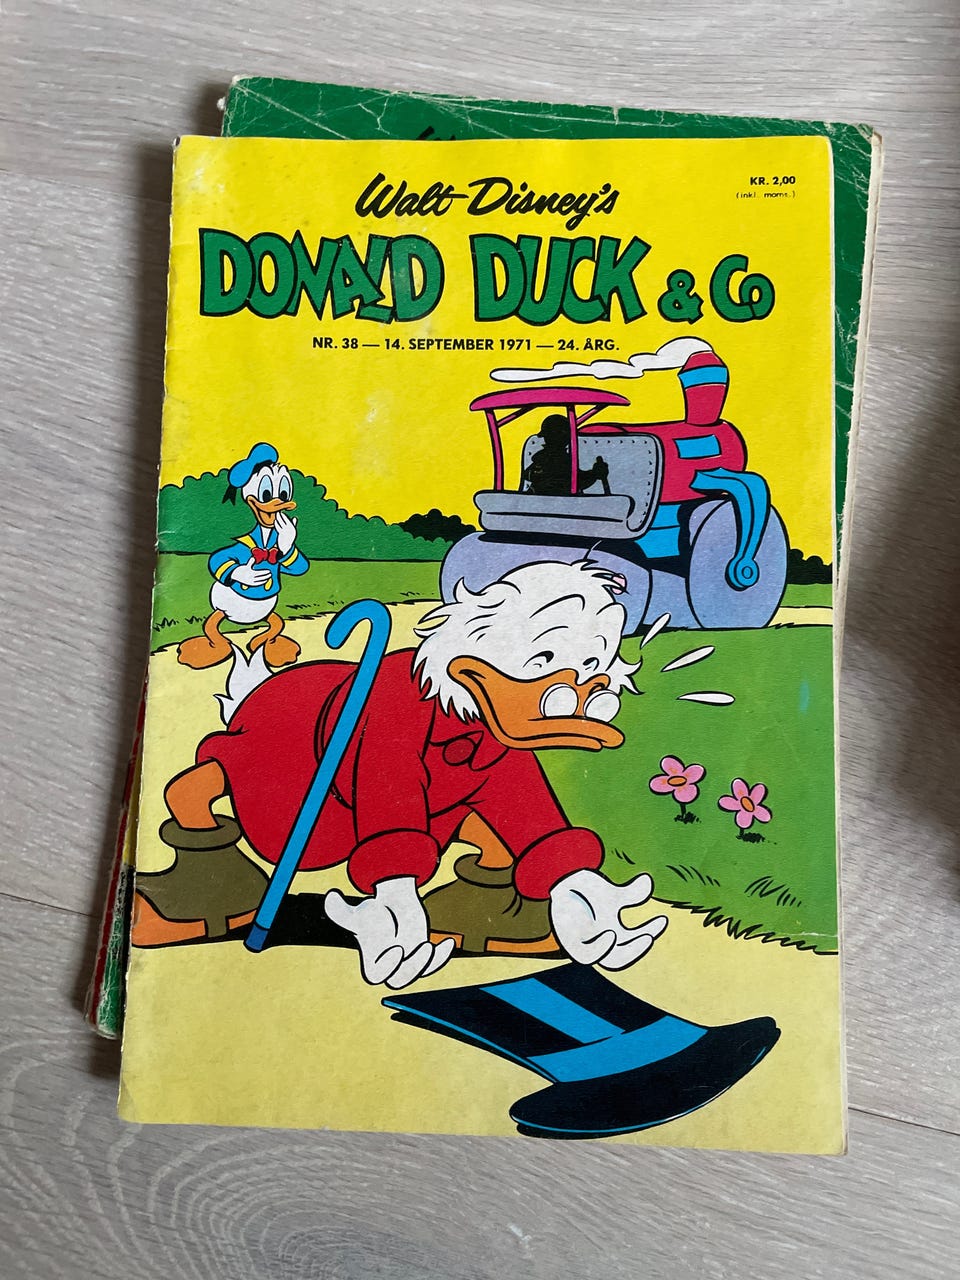 Walt Disney's
KR. 2,00
(inkl. moms.)
DONALD DUCK & Co
NR. 38 — 14. SEPTEMBER 1971 — 24. ÅRG.